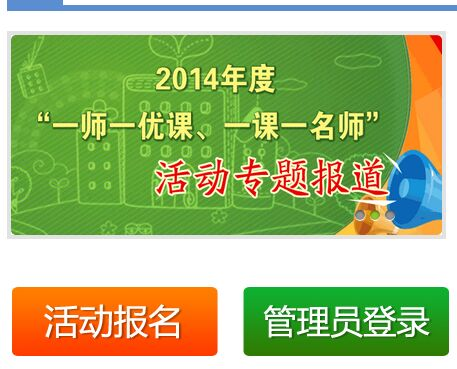 2014年度
“一师一优课、一课一名师”
活动专题报道
活动报名
管理员登录